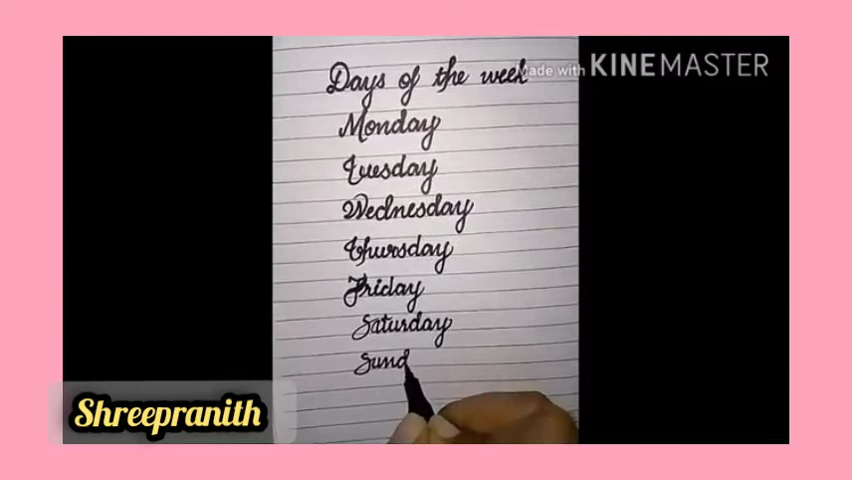 Days of the week
Made with KINEMASTER
Monday
Tuesday
Wednesday
Thursday
Friday
Saturday
Sund
Shreepranith